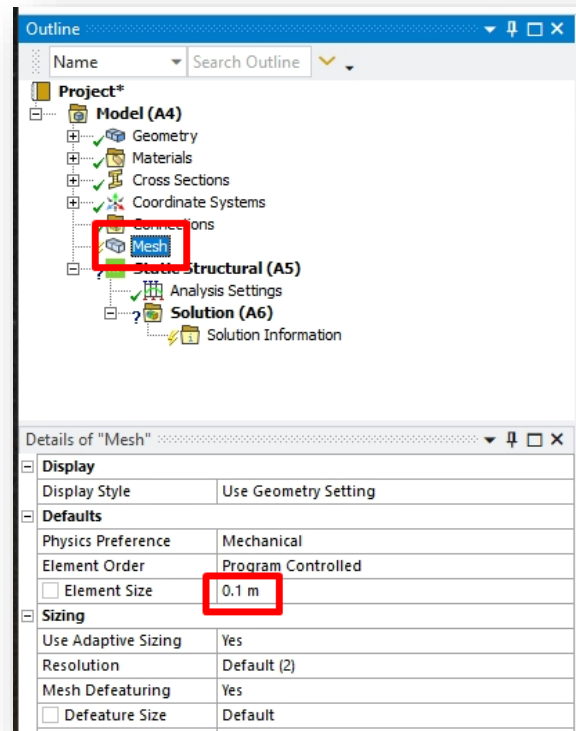 Outline
Name Search Outline
Project*
Model (A4)
Geometry
Materials
Cross Sections
Coordinate Systems
Connections
Mesh
Static Structural (A5)
Analysis Settings
Solution (A6)
Solution Information
Details of "Mesh"
Display
Display Style Use Geometry Setting
Defaults
Physics Preference Mechanical
Element Order Program Controlled
Element Size 0.1 m
Sizing
Use Adaptive Sizing Yes
Resolution Default (2)
Mesh Defeaturing Yes
Defeature Size Default